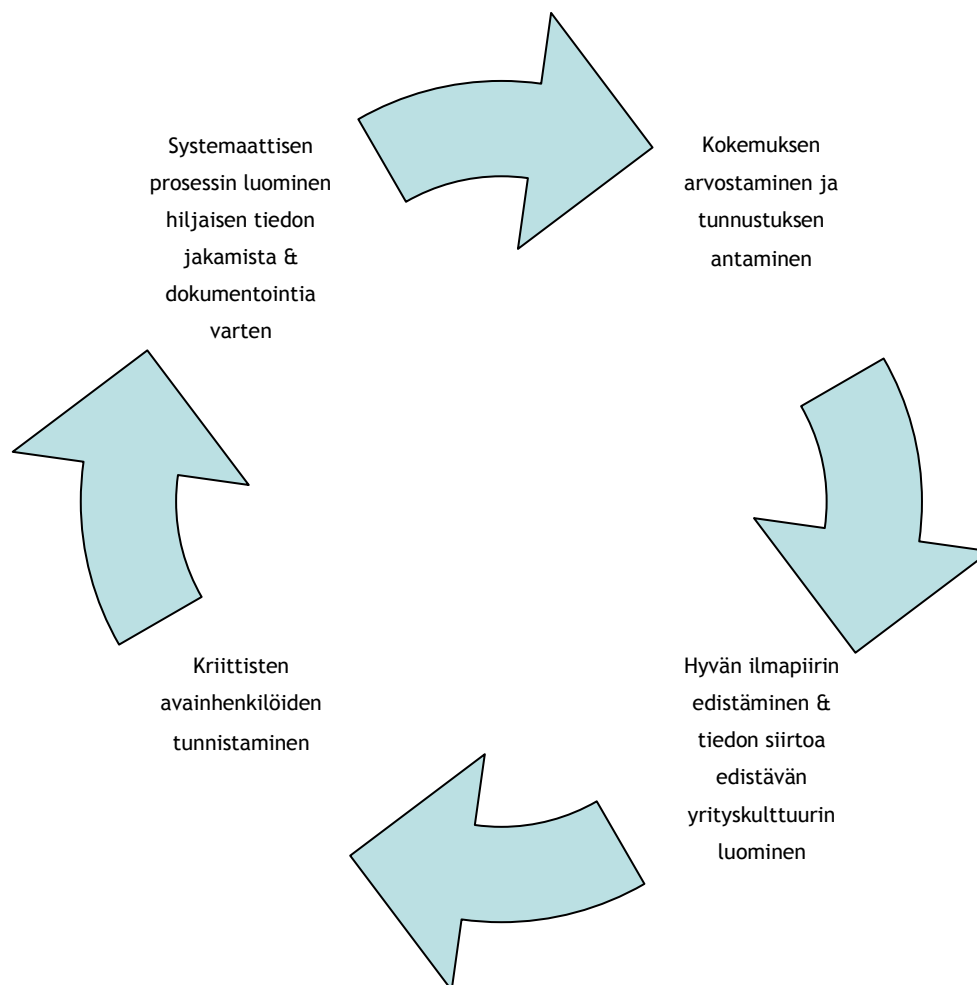 Systemaattisen
prosessin luominen
hiljaisen tiedon
jakamista &
dokumentointia
varten
Kokemuksen
arvostaminen ja
tunnustuksen
antaminen
Hyvän ilmapiirin
edistäminen &
tiedon siirtoa
edistävän
yrityskulttuurin
luominen
Kriittisten
avainhenkilöiden
tunnistaminen